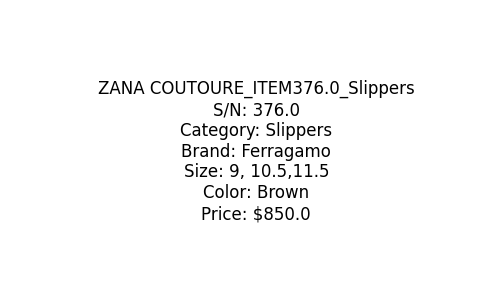 ZANA COUTOURE_ITEM376.0_Slippers
S/N: 376.0
Category: Slippers
Brand: Ferragamo
Size: 9, 10.5,11.5
Color: Brown
Price: $850.0